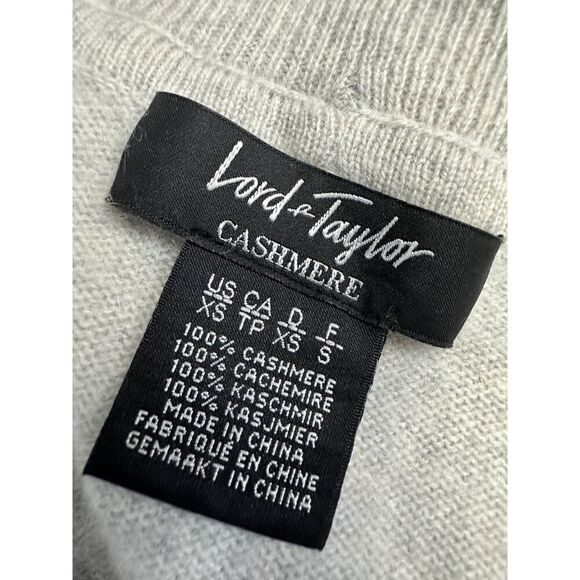 Lord & Taylor
CASHMERE
US CA D F
XS TP XS S
100% CASHMERE
100% CACHEMIRE
100% KASCHMIR
100% KASJMIER
MADE IN CHINA
FABRIQUÉ EN CHINE
GEMAAKT IN CHINA